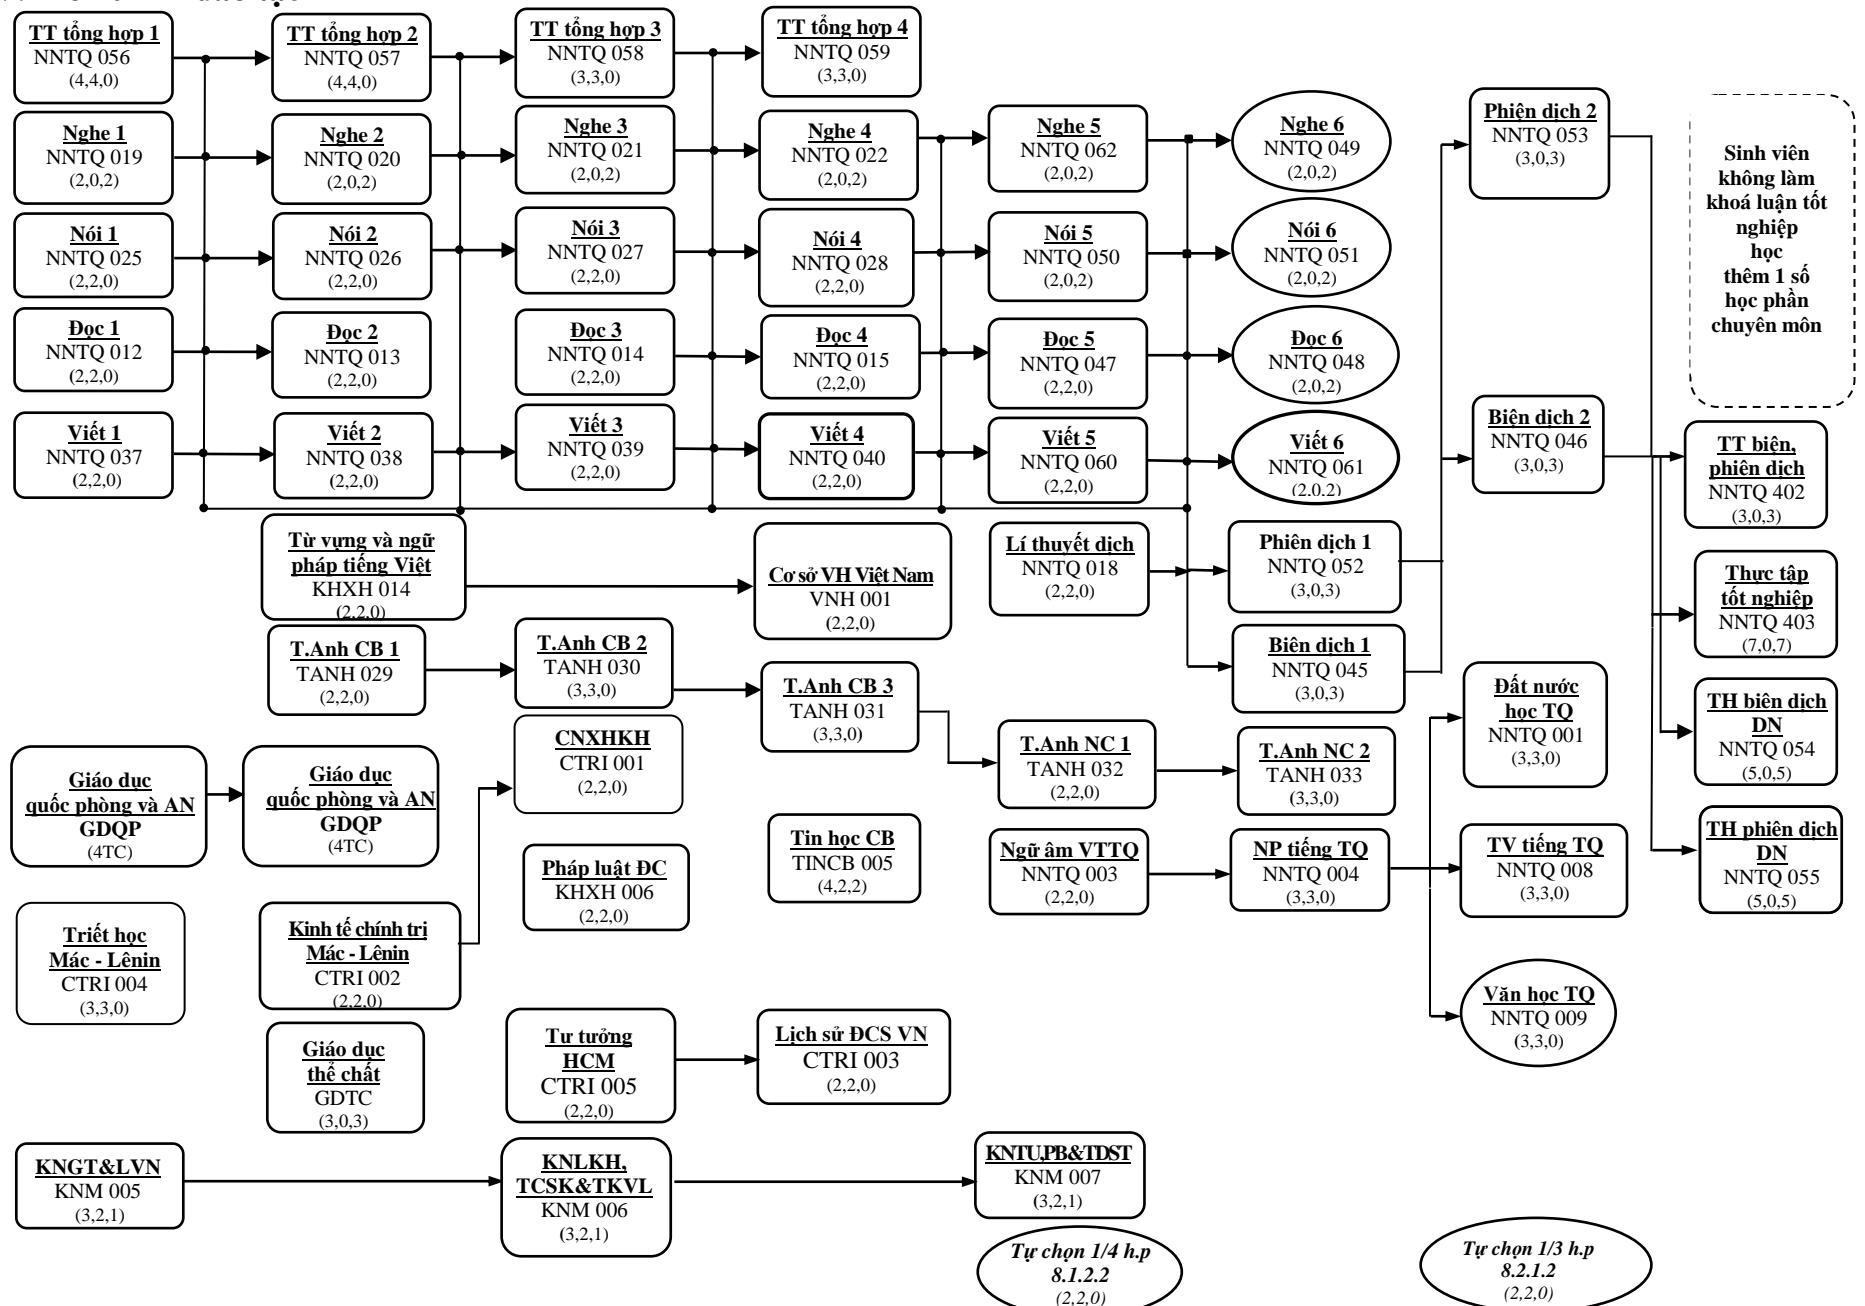 TT tổng hợp 1
NNTQ 056
(4,4,0)
TT tổng hợp 2
NNTQ 057
(4,4,0)
TT tổng hợp 3
NNTQ 058
(3,3,0)
TT tổng hợp 4
NNTQ 059
(3,3,0)
Nghe 1
NNTQ 019
(2,0,2)
Nghe 2
NNTQ 020
(2,0,2)
Nghe 3
NNTQ 021
(2,0,2)
Nghe 4
NNTQ 022
(2,0,2)
Nghe 5
NNTQ 062
(2,0,2)
Nghe 6
NNTQ 049
(2,0,2)
Phiện dịch 2
NNTQ 053
(3,0,3)
Sinh viên
không làm
khoá luận tốt
nghiệp
học
thêm 1 số
học phần
chuyên môn
Nói 1
NNTQ 025
(2,2,0)
Nói 2
NNTQ 026
(2,2,0)
Nói 3
NNTQ 027
(2,2,0)
Nói 4
NNTQ 028
(2,2,0)
Nói 5
NNTQ 050
(2,0,2)
Nói 6
NNTQ 051
(2,0,2)
Đọc 1
NNTQ 012
(2,2,0)
Đọc 2
NNTQ 013
(2,2,0)
Đọc 3
NNTQ 014
(2,2,0)
Đọc 4
NNTQ 015
(2,2,0)
Đọc 5
NNTQ 047
(2,2,0)
Đọc 6
NNTQ 048
(2,0,2)
Viết 1
NNTQ 037
(2,2,0)
Viết 2
NNTQ 038
(2,2,0)
Viết 3
NNTQ 039
(2,2,0)
Viết 4
NNTQ 040
(2,2,0)
Viết 5
NNTQ 060
(2,2,0)
Viết 6
NNTQ 061
(2.0.2)
Biện dịch 2
NNTQ 046
(3,0,3)
TT biện,
phiên dịch
NNTQ 402
(3,0,3)
Từ vựng và ngữ
pháp tiếng Việt
KHXH 014
(2,2,0)
Cơ sở VH Việt Nam
VNH 001
(2,2,0)
Lí thuyết dịch
NNTQ 018
(2,2,0)
Phiên dịch 1
NNTQ 052
(3,0,3)
Thực tập
tốt nghiệp
NNTQ 403
(7,0,7)
T.Anh CB 1
TANH 029
(2,2,0)
T.Anh CB 2
TANH 030
(3,3,0)
T.Anh CB 3
TANH 031
(3,3,0)
Biên dịch 1
NNTQ 045
(3,0,3)
Đất nước
học TQ
NNTQ 001
(3,3,0)
TH biên dịch
DN
NNTQ 054
(5,0,5)
CNXHKH
CTRI 001
(2,2,0)
T.Anh NC 1
TANH 032
(2,2,0)
T.Anh NC 2
TANH 033
(3,3,0)
Giáo dục
quốc phòng và AN
GDQP
(4TC)
Giáo dục
quốc phòng và AN
GDQP
(4TC)
Pháp luật ĐC
KHXH 006
(2,2,0)
Tin học CB
TINCB 005
(4,2,2)
Ngữ âm VTTQ
NNTQ 003
(2,2,0)
NP tiếng TQ
NNTQ 004
(3,3,0)
TV tiếng TQ
NNTQ 008
(3,3,0)
TH phiên dịch
DN
NNTQ 055
(5,0,5)
Triết học
Mác - Lênin
CTRI 004
(3,3,0)
Kinh tế chính trị
Mác - Lênin
CTRI 002
(2,2,0)
Văn học TQ
NNTQ 009
(3,3,0)
Giáo dục
thể chất
GDTC
(3,0,3)
Tư tưởng
HCM
CTRI 005
(2,2,0)
Lịch sử ĐCS VN
CTRI 003
(2,2,0)
KNGT&LVN
KNM 005
(3,2,1)
KNLKH,
TCSK&TKVL
KNM 006
(3,2,1)
KNTU,PB&TDST
KNM 007
(3,2,1)
Tự chọn 1/4 h.p
8.1.2.2
(2,2,0)
Tự chọn 1/3 h.p
8.2.1.2
(2,2,0)